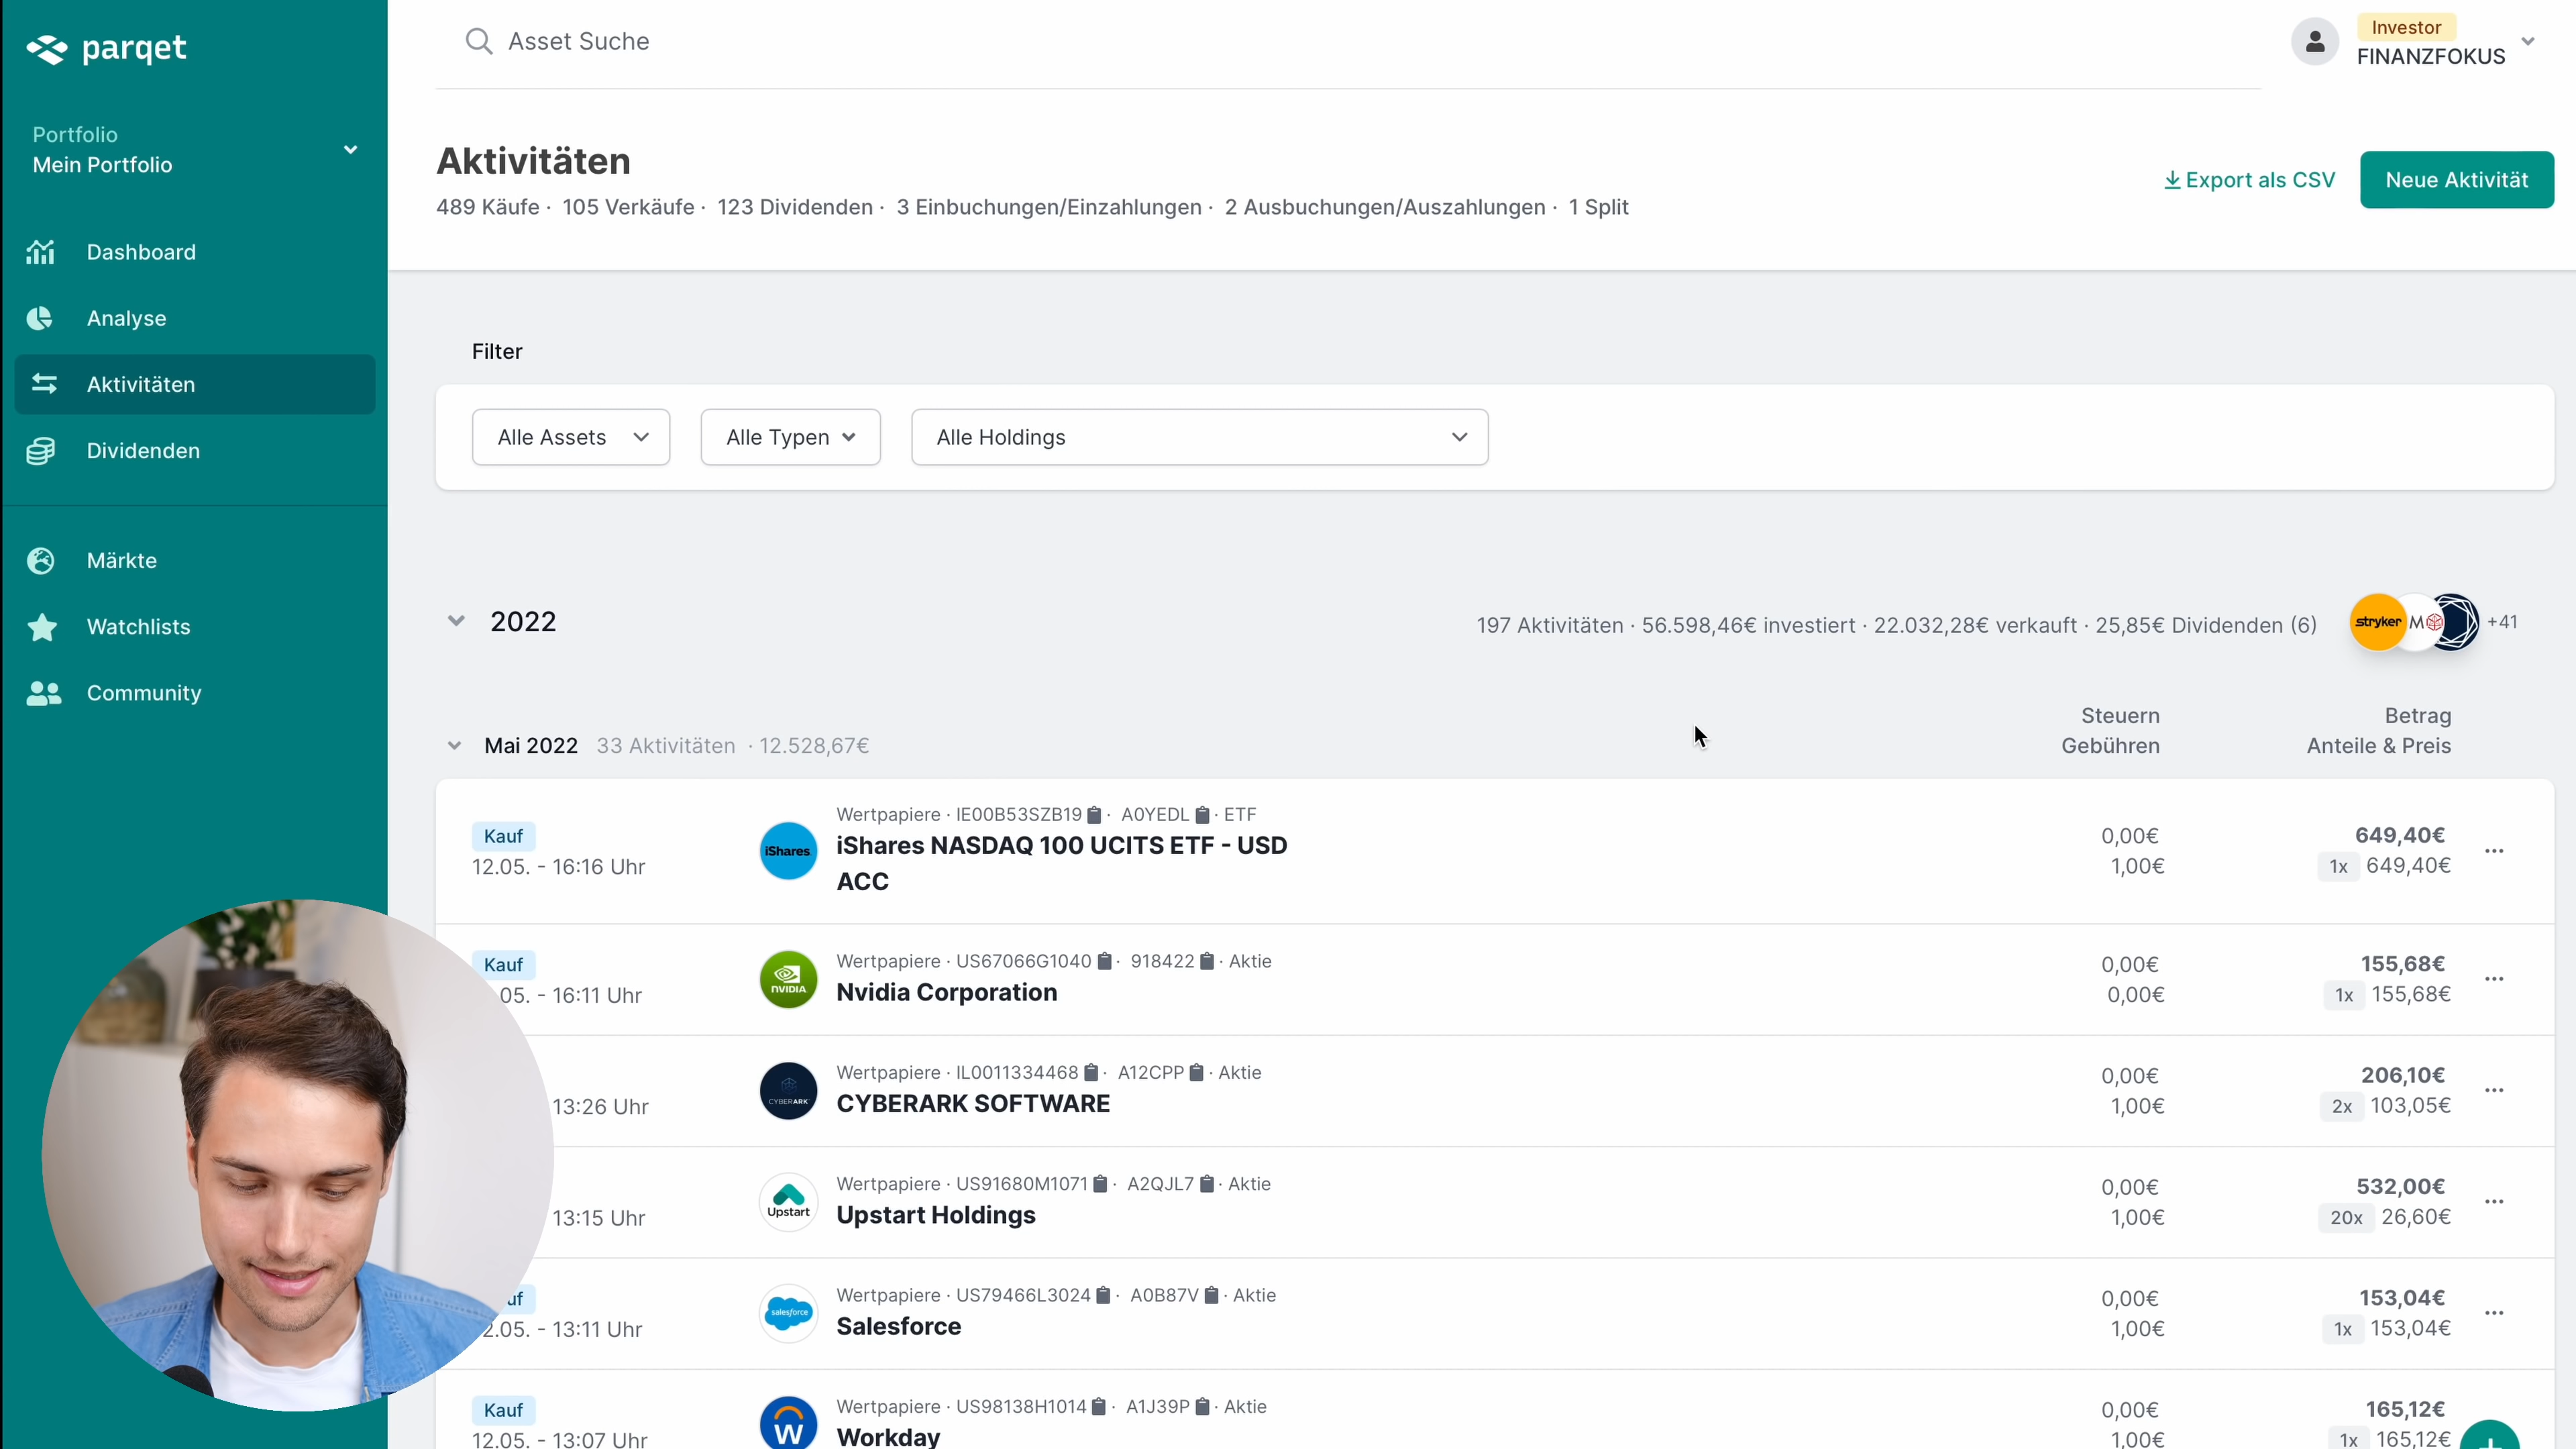 parqet
Asset Suche
Investor
FINANZFOKUS
Portfolio
Mein Portfolio
Dashboard
Analyse
Aktivitäten
Dividenden
Märkte
Watchlists
Community
Aktivitäten
489 Käufe · 105 Verkäufe · 123 Dividenden · 3 Einbuchungen/Einzahlungen · 2 Ausbuchungen/Auszahlungen · 1 Split
Export als CSV
Neue Aktivität
Filter
Alle Assets
Alle Typen
Alle Holdings
2022
197 Aktivitäten · 56.598,46€ investiert · 22.032,28€ verkauft · 25,85€ Dividenden (6)
stryker
M
+41
Steuern
Gebühren
Betrag
Anteile & Preis
Mai 2022 33 Aktivitäten · 12.528,67€
Kauf
12.05. - 16:16 Uhr
iShares
Wertpapiere · IE00B53SZB19 · A0YEDL · ETF
iShares NASDAQ 100 UCITS ETF - USD
ACC
0,00€
1,00€
649,40€
1x 649,40€
Kauf
05. - 16:11 Uhr
NVIDIA
Wertpapiere · US67066G1040 · 918422 · Aktie
Nvidia Corporation
0,00€
0,00€
155,68€
1x 155,68€
13:26 Uhr
CYBERARK
Wertpapiere · IL0011334468 · A12CPP · Aktie
CYBERARK SOFTWARE
0,00€
1,00€
206,10€
2x 103,05€
13:15 Uhr
Upstart
Wertpapiere · US91680M1071 · A2QJL7 · Aktie
Upstart Holdings
0,00€
1,00€
532,00€
20x 26,60€
uf
2.05. - 13:11 Uhr
salesforce
Wertpapiere · US79466L3024 · A0B87V · Aktie
Salesforce
0,00€
1,00€
153,04€
1x 153,04€
Kauf
12.05. - 13:07 Uhr
W
Wertpapiere · US98138H1014 · A1J39P · Aktie
Workday
0,00€
1,00€
165,12€
1x 165,12€